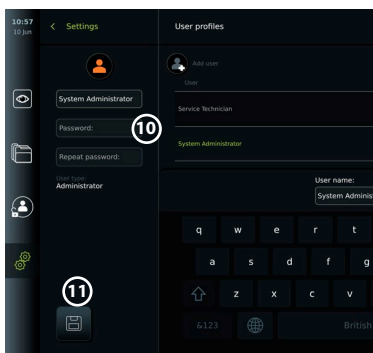 10:57
10 Jun
Settings
User profiles
Add user
User
System Administrator
Service Technician
Password:
10
System Administrator
Repeat password:
User type:
Administrator
User name:
System Adminis
q w e r t
a s d f g
11
z x c v
&123
British